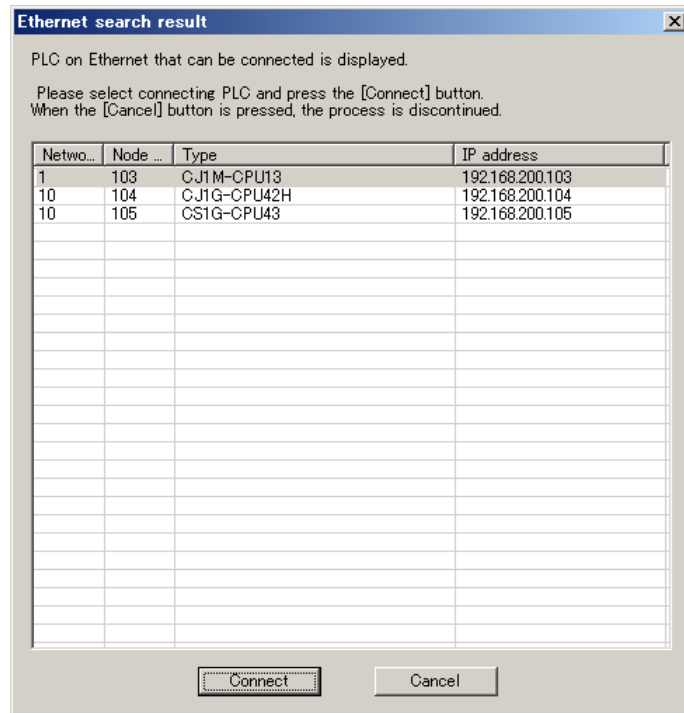 Ethernet search result
PLC on Ethernet that can be connected is displayed.
Please select connecting PLC and press the [Connect] button.
When the [Cancel] button is pressed, the process is discontinued.
Netwo... Node ... Type IP address
1 103 CJ1M-CPU13 192.168.200.103
10 104 CJ1G-CPU42H 192.168.200.104
10 105 CS1G-CPU43 192.168.200.105
Connect Cancel